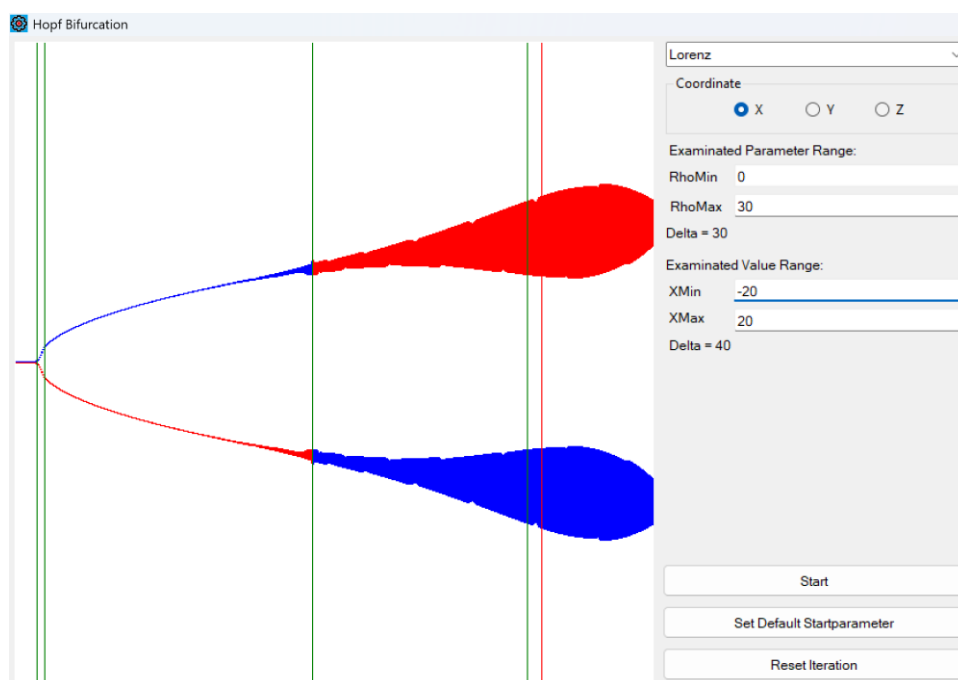 Hopf Bifurcation
Lorenz
Coordinate
X Y Z
Examinated Parameter Range:
RhoMin 0
RhoMax 30
Delta = 30
Examinated Value Range:
XMin -20
XMax 20
Delta = 40
Start
Set Default Startparameter
Reset Iteration